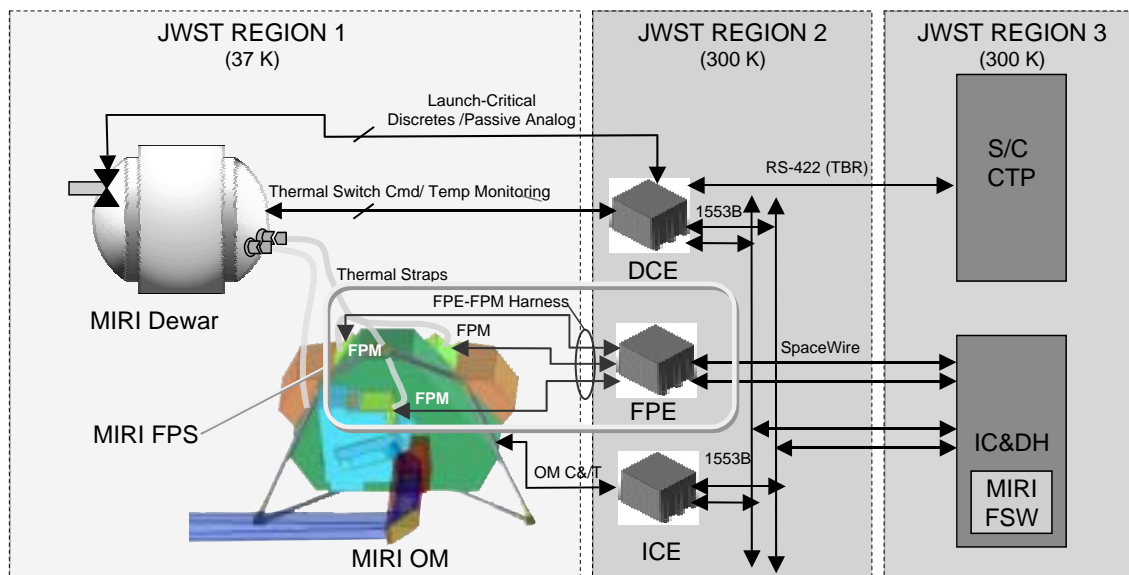 JWST REGION 1
(37 K)
JWST REGION 2
(300 K)
JWST REGION 3
(300 K)
Launch-Critical
Discretes /Passive Analog
S/C
CTP
RS-422 (TBR)
Thermal Switch Cmd/ Temp Monitoring
1553B
DCE
Thermal Straps
MIRI Dewar
FPE-FPM Harness
FPM
FPM
SpaceWire
FPM
FPE
MIRI FPS
IC&DH
1553B
OM C&/T
MIRI
FSW
MIRI OM
ICE